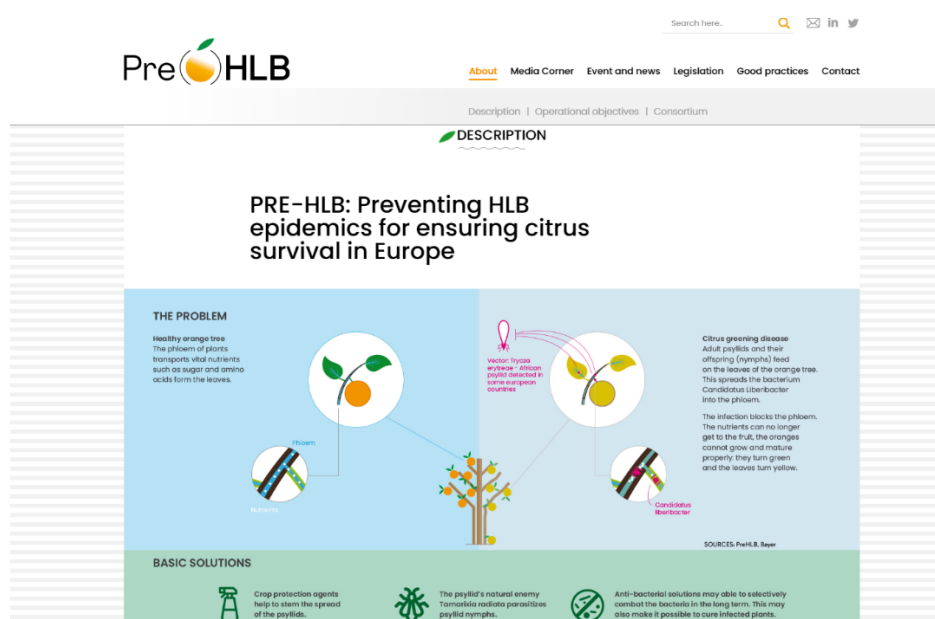 Search here..
in
Pre HLB
About Media Corner Event and news Legislation Good practices Contact
Description | Operational objectives | Consortium
DESCRIPTION
PRE-HLB: Preventing HLB
epidemics for ensuring citrus
survival in Europe
THE PROBLEM
Healthy orange tree
The phloem of plants
transports vital nutrients
such as sugar and amino
acids form the leaves.
Phloem
Nutrients
Vector: Tryoza
erytreae - African
psyllid detected in
some european
countries
Candidatus
liberibacter
Citrus greening disease
Adult psyllids and their
offspring (nymphs) feed
on the leaves of the orange tree.
This spreads the bacterium
Candidatus Liberibacter
into the phloem.
The infection blocks the phloem.
The nutrients can no longer
get to the fruit, the oranges
cannot grow and mature
properly: they turn green
and the leaves turn yellow.
SOURCES: PreHLB, Bayer
BASIC SOLUTIONS
Crop protection agents
help to stem the spread
of the psyllids.
The psyllid's natural enemy
Tamarixia radiata parasitizes
psyllid nymphs.
Anti-bacterial solutions may able to selectively
combat the bacteria in the long term. This may
also make it possible to cure infected plants.